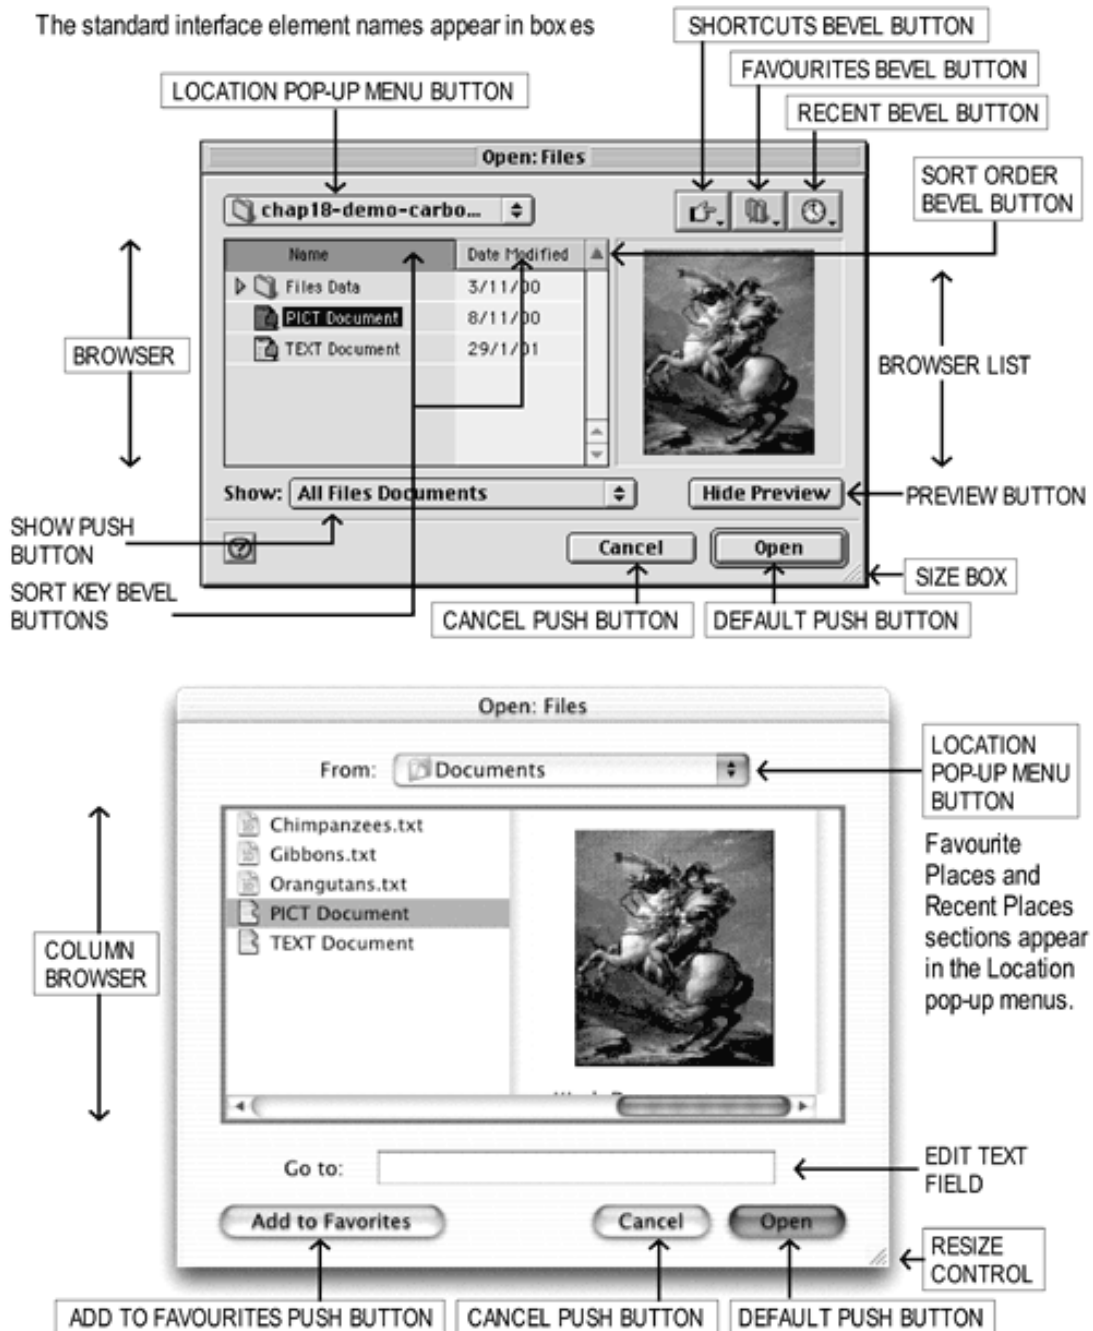 The standard interface element names appear in boxes
SHORTCUTS BEVEL BUTTON
FAVOURITES BEVEL BUTTON
LOCATION POP-UP MENU BUTTON
RECENT BEVEL BUTTON
Open: Files
SORT ORDER
BEVEL BUTTON
chap18-demo-carbo...
Name
Date Modified
Files Data
3/11/00
PICT Document
8/11/00
TEXT Document
29/1/01
BROWSER
BROWSER LIST
Show:
All Files Documents
Hide Preview
PREVIEW BUTTON
SHOW PUSH
BUTTON
?
Cancel
Open
SIZE BOX
SORT KEY BEVEL
BUTTONS
CANCEL PUSH BUTTON
DEFAULT PUSH BUTTON
Open: Files
From:
Documents
LOCATION
POP-UP MENU
BUTTON
Chimpanzees.txt
Gibbons.txt
Orangutans.txt
PICT Document
TEXT Document
Favourite
Places and
Recent Places
sections appear
in the Location
pop-up menus.
COLUMN
BROWSER
Go to:
EDIT TEXT
FIELD
Add to Favorites
Cancel
Open
RESIZE
CONTROL
ADD TO FAVOURITES PUSH BUTTON
CANCEL PUSH BUTTON
DEFAULT PUSH BUTTON